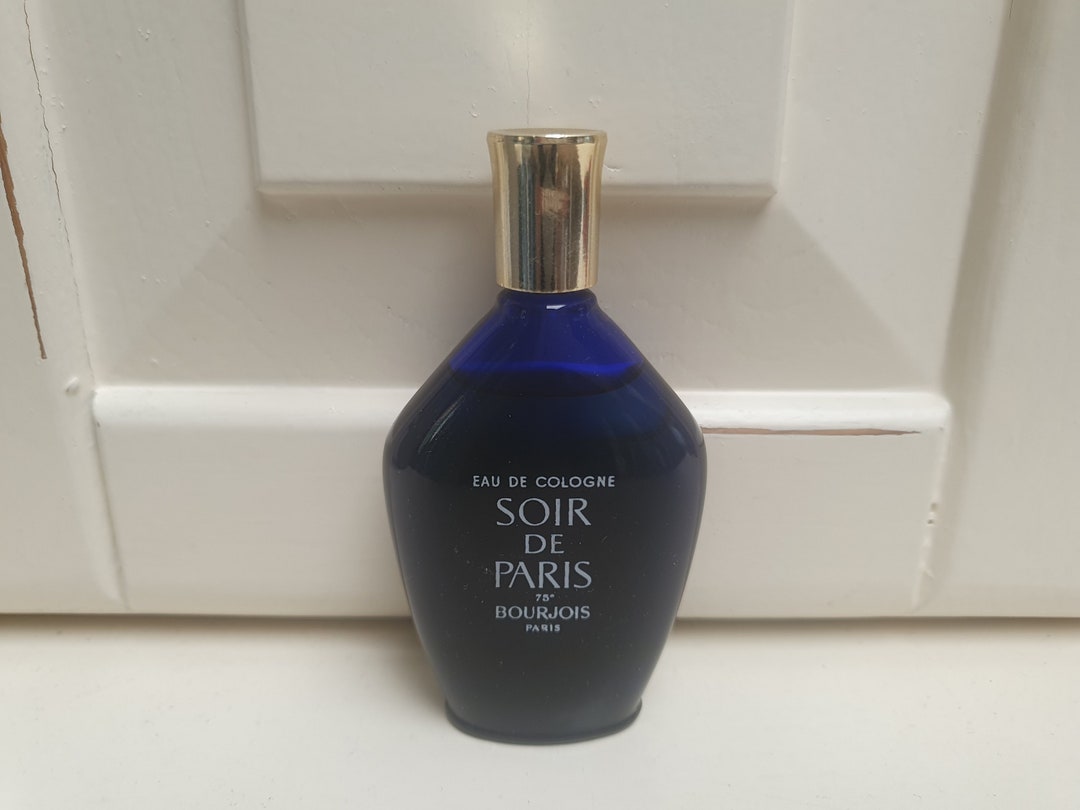 EAU DE COLOGNE
SOIR
DE
PARIS
75°
BOURJOIS
PARIS